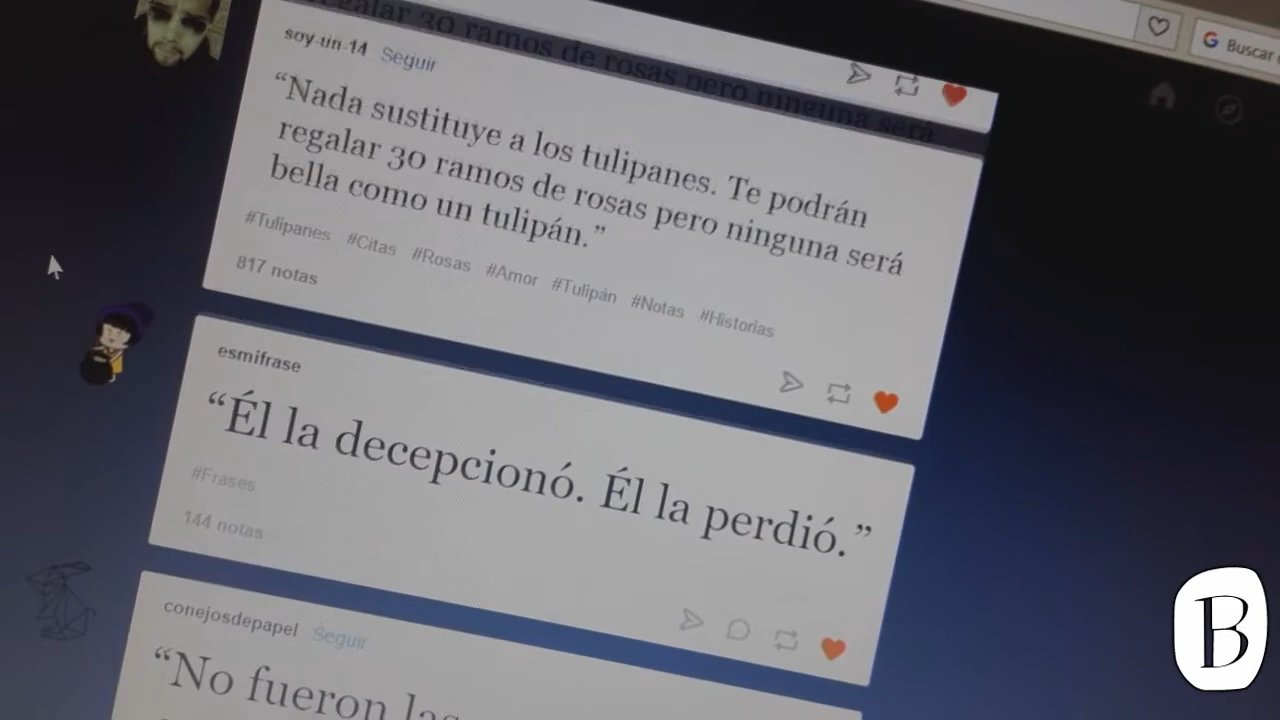 regalar 30 ramos de rosas pero ninguna será
Buscar
soy-un-14 Seguir
“Nada sustituye a los tulipanes. Te podrán
regalar 30 ramos de rosas pero ninguna será
bella como un tulipán.”
#Tulipanes #Citas #Rosas #Amor #Tulipán #Notas #Historias
817 notas
esmifrase
“Él la decepcionó. Él la perdió.”
#Frases
144 notas
conejosdepapel Seguir
“No fueron las
B